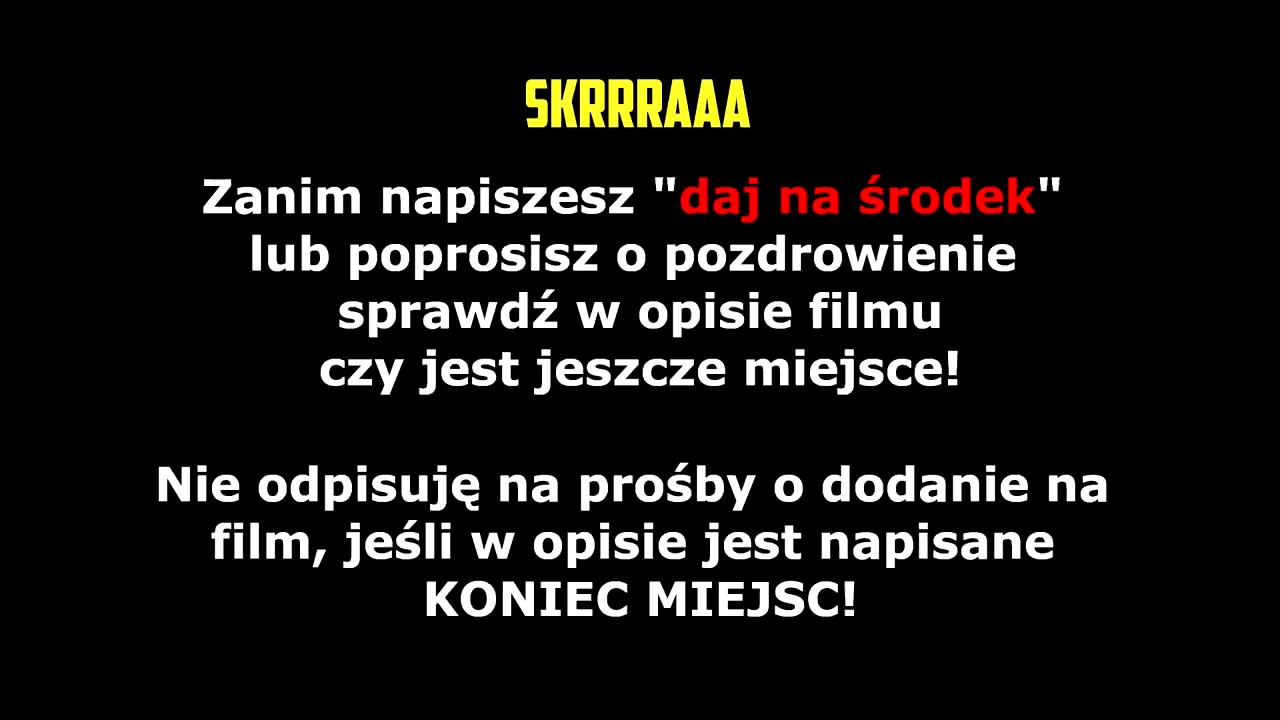 SKRRRAAA
Zanim napiszesz "daj na środek"
lub poprosisz o pozdrowienie
sprawdź w opisie filmu
czy jest jeszcze miejsce!
Nie odpisuję na prośby o dodanie na
film, jeśli w opisie jest napisane
KONIEC MIEJSC!